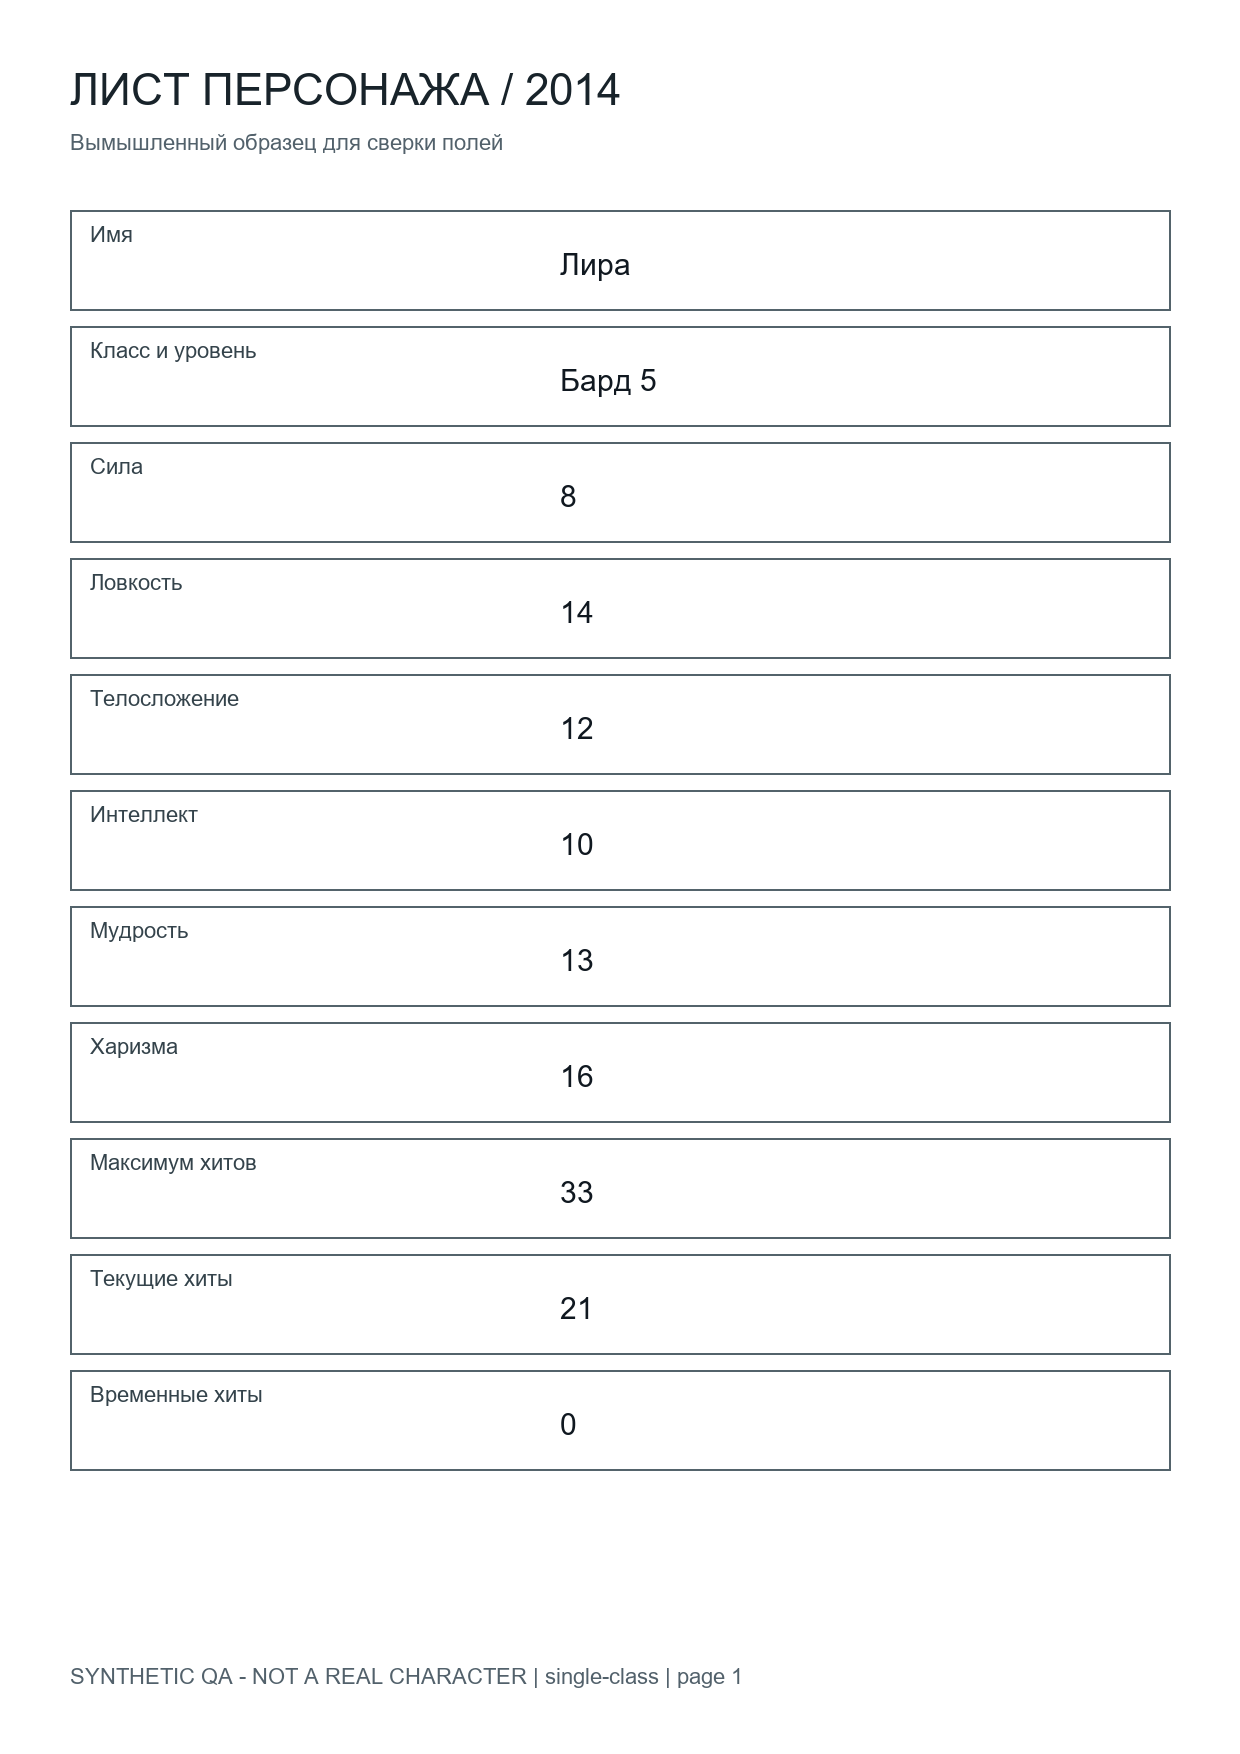 ЛИСТ ПЕРСОНАЖА / 2014
Вымышленный образец для сверки полей
Имя
Лира
Класс и уровень
Бард 5
Сила
8
Ловкость
14
Телосложение
12
Интеллект
10
Мудрость
13
Харизма
16
Максимум хитов
33
Текущие хиты
21
Временные хиты
0
SYNTHETIC QA - NOT A REAL CHARACTER | single-class | page 1